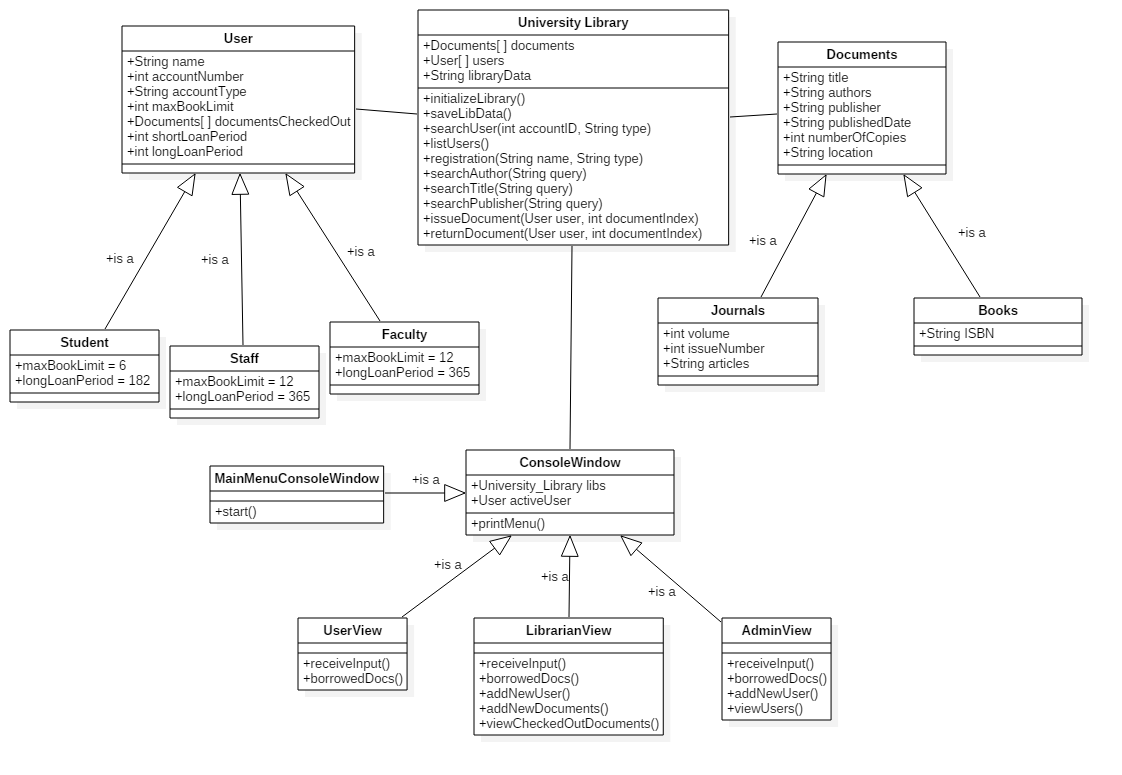 User
+String name
+int accountNumber
+String accountType
+int maxBookLimit
+Documents[ ] documentsCheckedOut
+int shortLoanPeriod
+int longLoanPeriod
University Library
+Documents[ ] documents
+User[ ] users
+String libraryData
+initializeLibrary()
+saveLibData()
+searchUser(int accountID, String type)
+listUsers()
+registration(String name, String type)
+searchAuthor(String query)
+searchTitle(String query)
+searchPublisher(String query)
+issueDocument(User user, int documentIndex)
+returnDocument(User user, int documentIndex)
Documents
+String title
+String authors
+String publisher
+String publishedDate
+int numberOfCopies
+String location
+is a
+is a
+is a
+is a
+is a
Student
+maxBookLimit = 6
+longLoanPeriod = 182
Staff
+maxBookLimit = 12
+longLoanPeriod = 365
Faculty
+maxBookLimit = 12
+longLoanPeriod = 365
Journals
+int volume
+int issueNumber
+String articles
Books
+String ISBN
MainMenuConsoleWindow
+start()
+is a
ConsoleWindow
+University_Library libs
+User activeUser
+printMenu()
+is a
+is a
+is a
UserView
+receiveInput()
+borrowedDocs()
LibrarianView
+receiveInput()
+borrowedDocs()
+addNewUser()
+addNewDocuments()
+viewCheckedOutDocuments()
AdminView
+receiveInput()
+borrowedDocs()
+addNewUser()
+viewUsers()